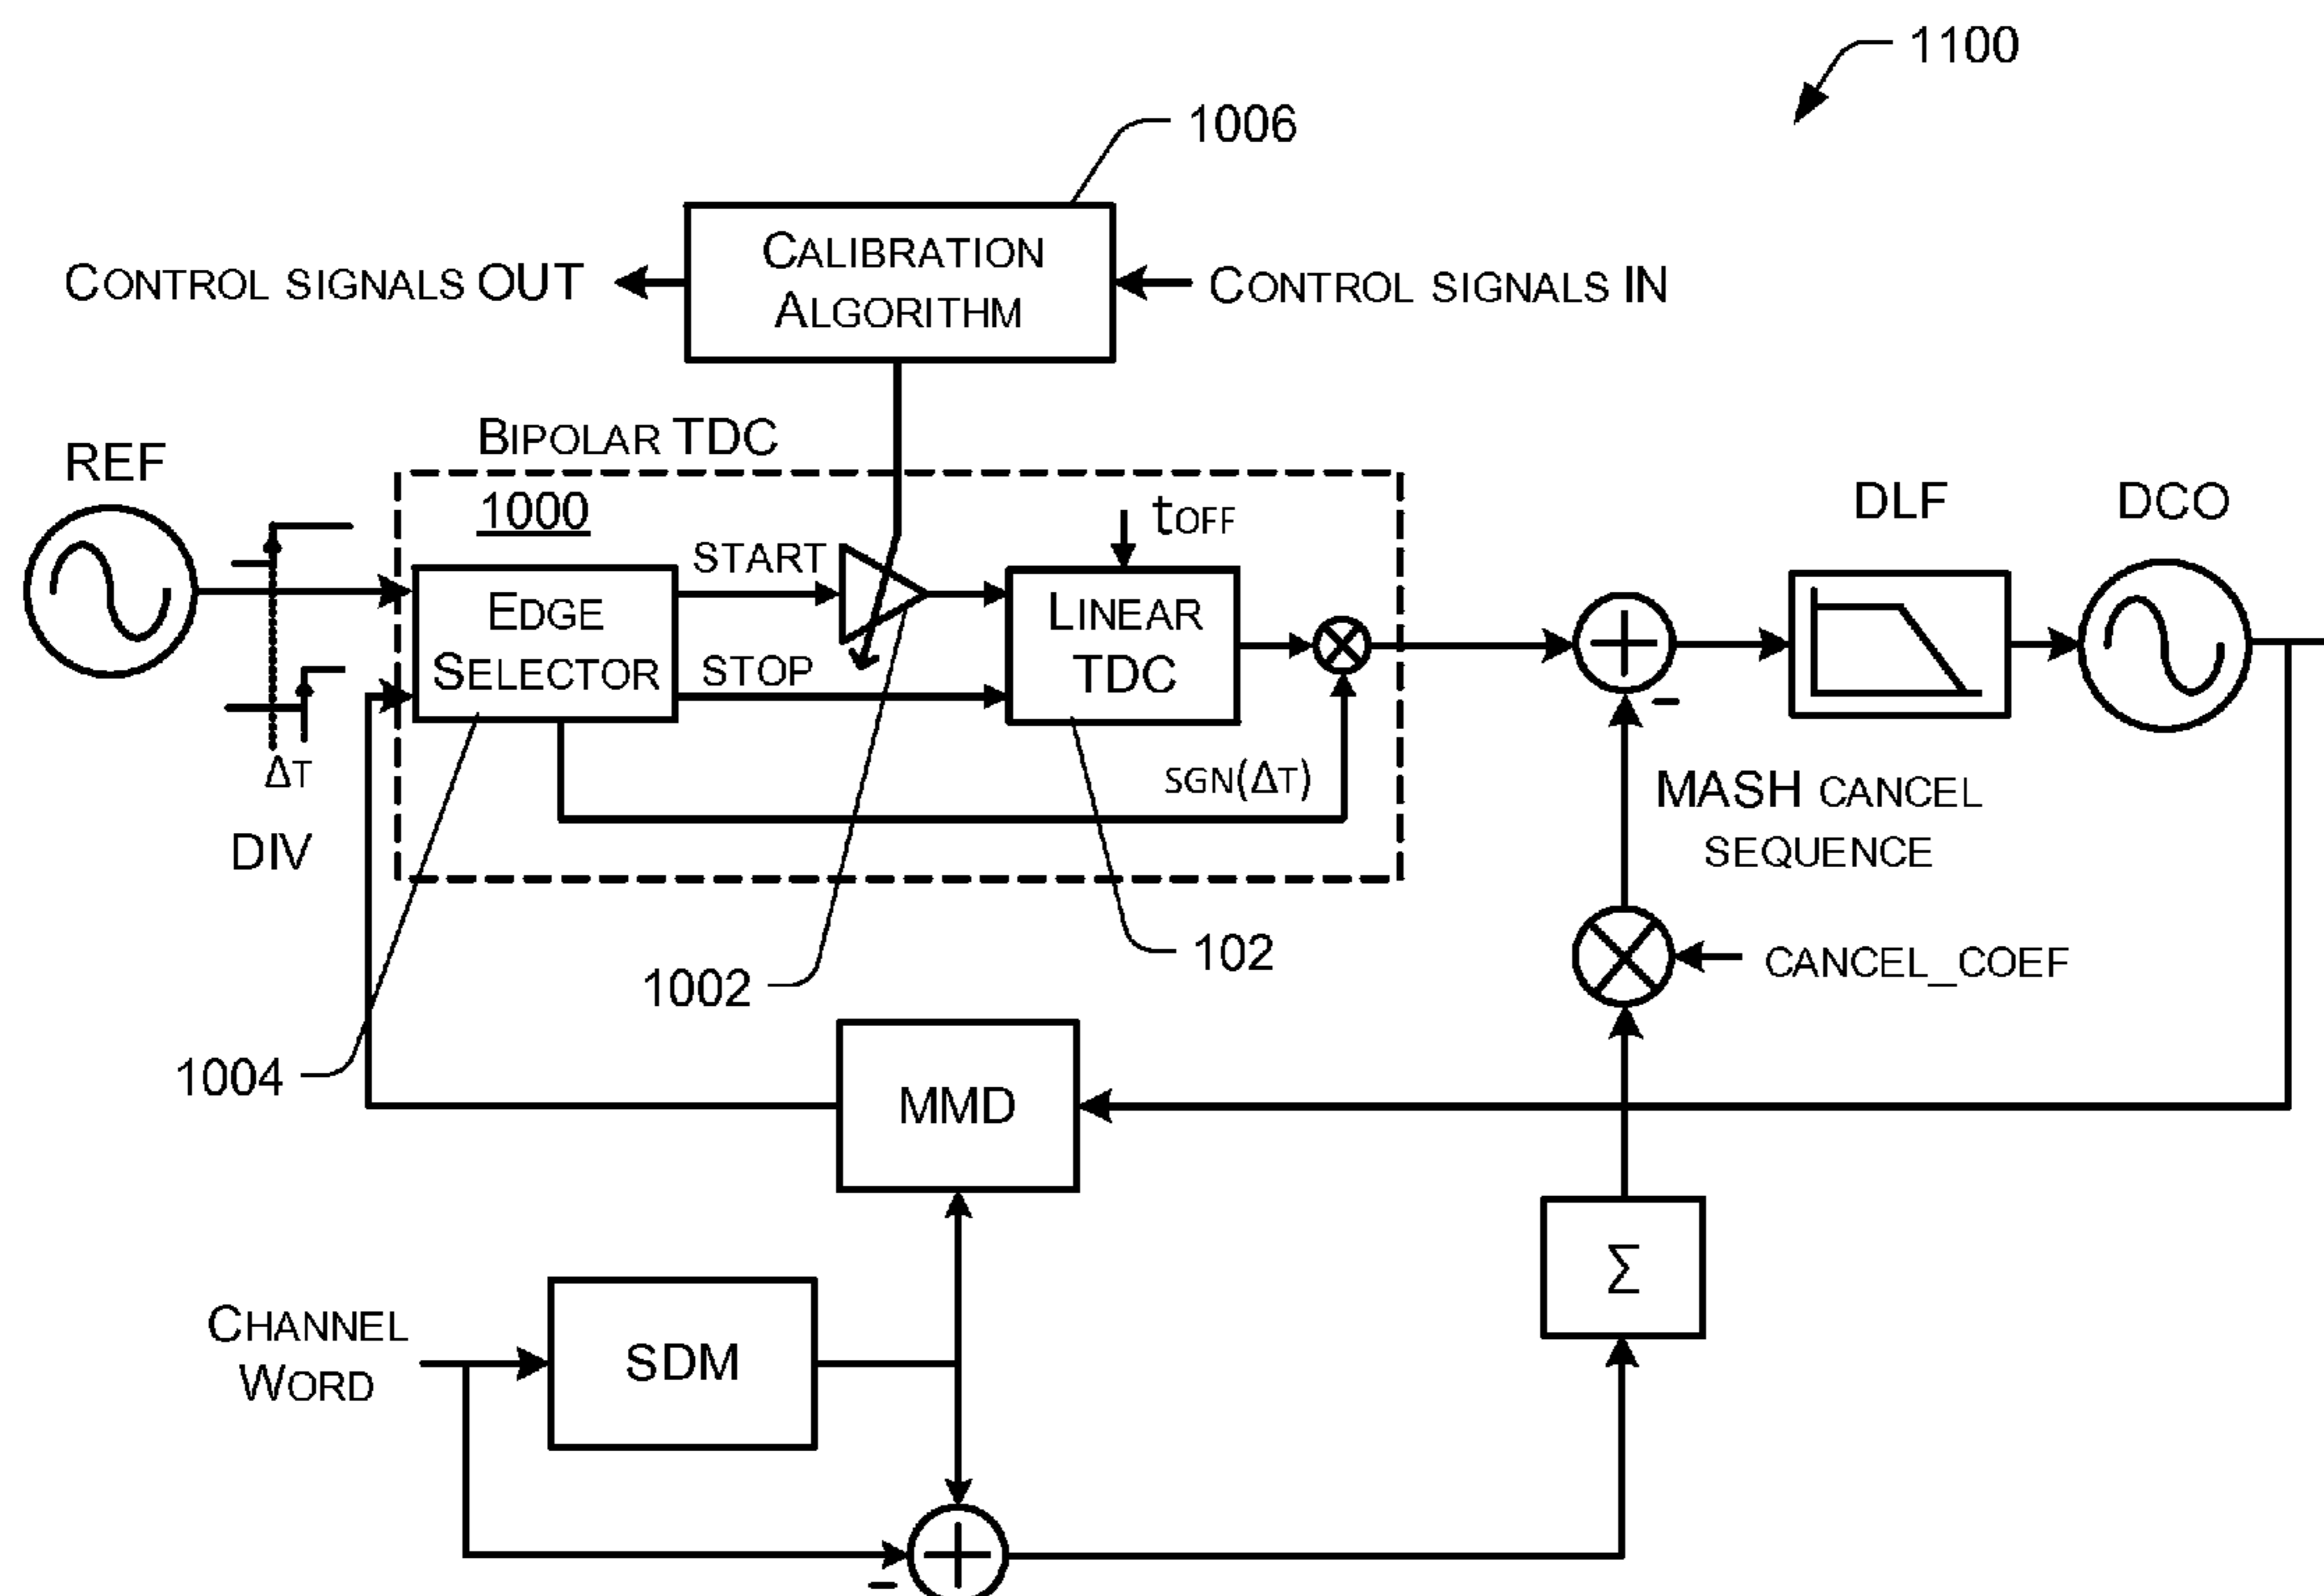 1100
1006
CALIBRATION
ALGORITHM
CONTROL SIGNALS OUT
CONTROL SIGNALS IN
BIPOLAR TDC
REF
1000
tOFF
DLF
DCO
START
EDGE
SELECTOR
LINEAR
TDC
STOP
ΔT
SGN(ΔT)
-
MASH CANCEL
SEQUENCE
DIV
102
1002
CANCEL_COEF
1004
MMD
Σ
CHANNEL
WORD
SDM
-